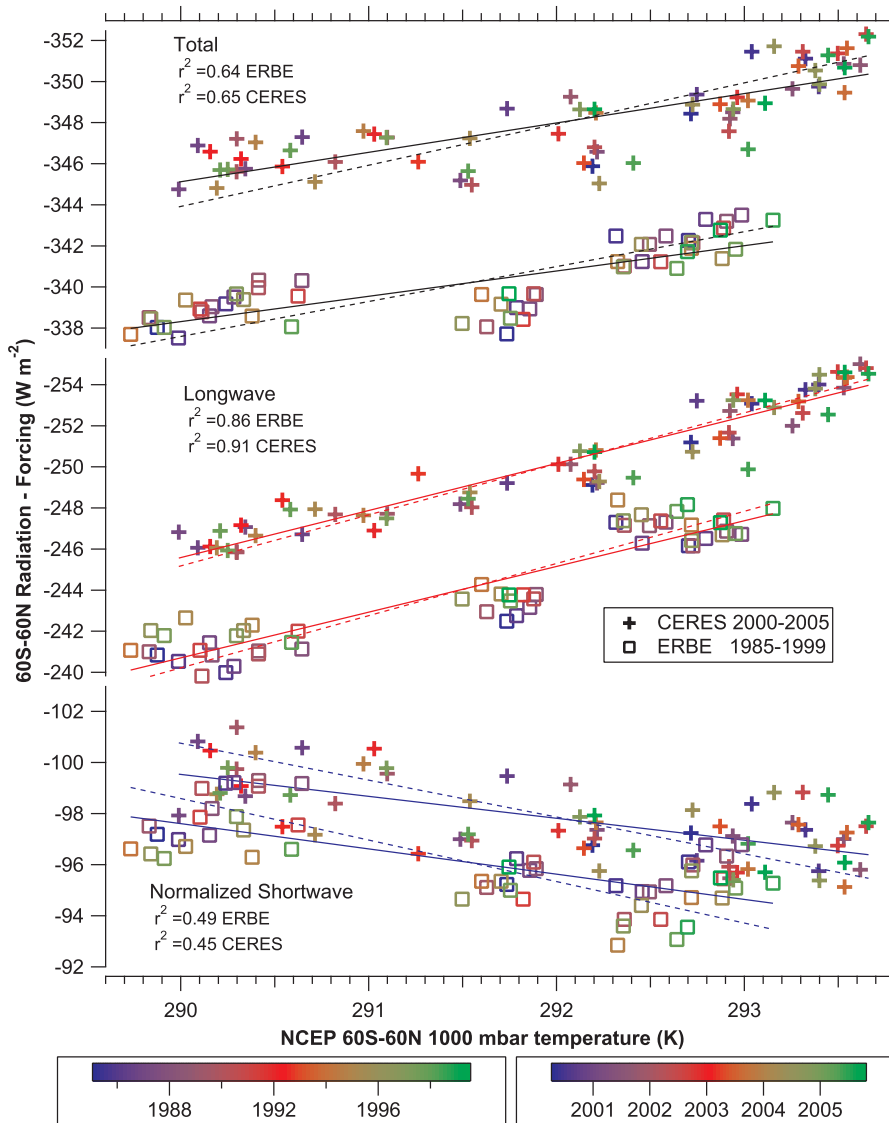 -352
-350
-348
-346
-344
-342
-340
-338
-254
-252
-250
-248
-246
-244
-242
-240
-102
-100
-98
-96
-94
-92
60S-60N Radiation - Forcing (W m-2)
Total
r2 =0.64 ERBE
r2 =0.65 CERES
Longwave
r2 =0.86 ERBE
r2 =0.91 CERES
CERES 2000-2005
ERBE 1985-1999
Normalized Shortwave
r2 =0.49 ERBE
r2 =0.45 CERES
290 291 292 293
NCEP 60S-60N 1000 mbar temperature (K)
1988 1992 1996
2001 2002 2003 2004 2005